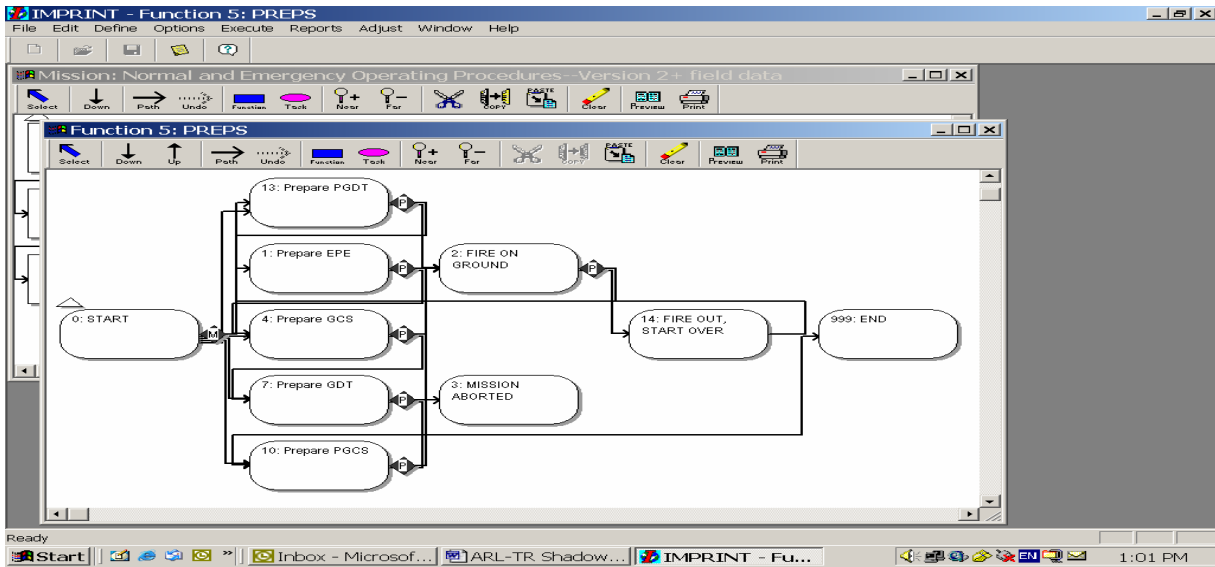 IMPRINT - Function 5: PREPS
File Edit Define Options Execute Reports Adjust Window Help
Mission: Normal and Emergency Operating Procedures--Version 2+ field data
Select Down Path Undo Function Task Near Far COPY PASTE Clear Preview Print
Function 5: PREPS
Select Down Up Path Undo Function Task Near Far COPY PASTE Clear Preview Print
13: Prepare PGDT
P
1: Prepare EPE
P
2: FIRE ON
GROUND
P
0: START
M
4: Prepare GCS
P
14: FIRE OUT,
START OVER
999: END
7: Prepare GDT
P
3: MISSION
ABORTED
10: Prepare PGCS
P
Ready
Start » Inbox - Microsof... ARL-TR Shadow... IMPRINT - Fu... EN 1:01 PM